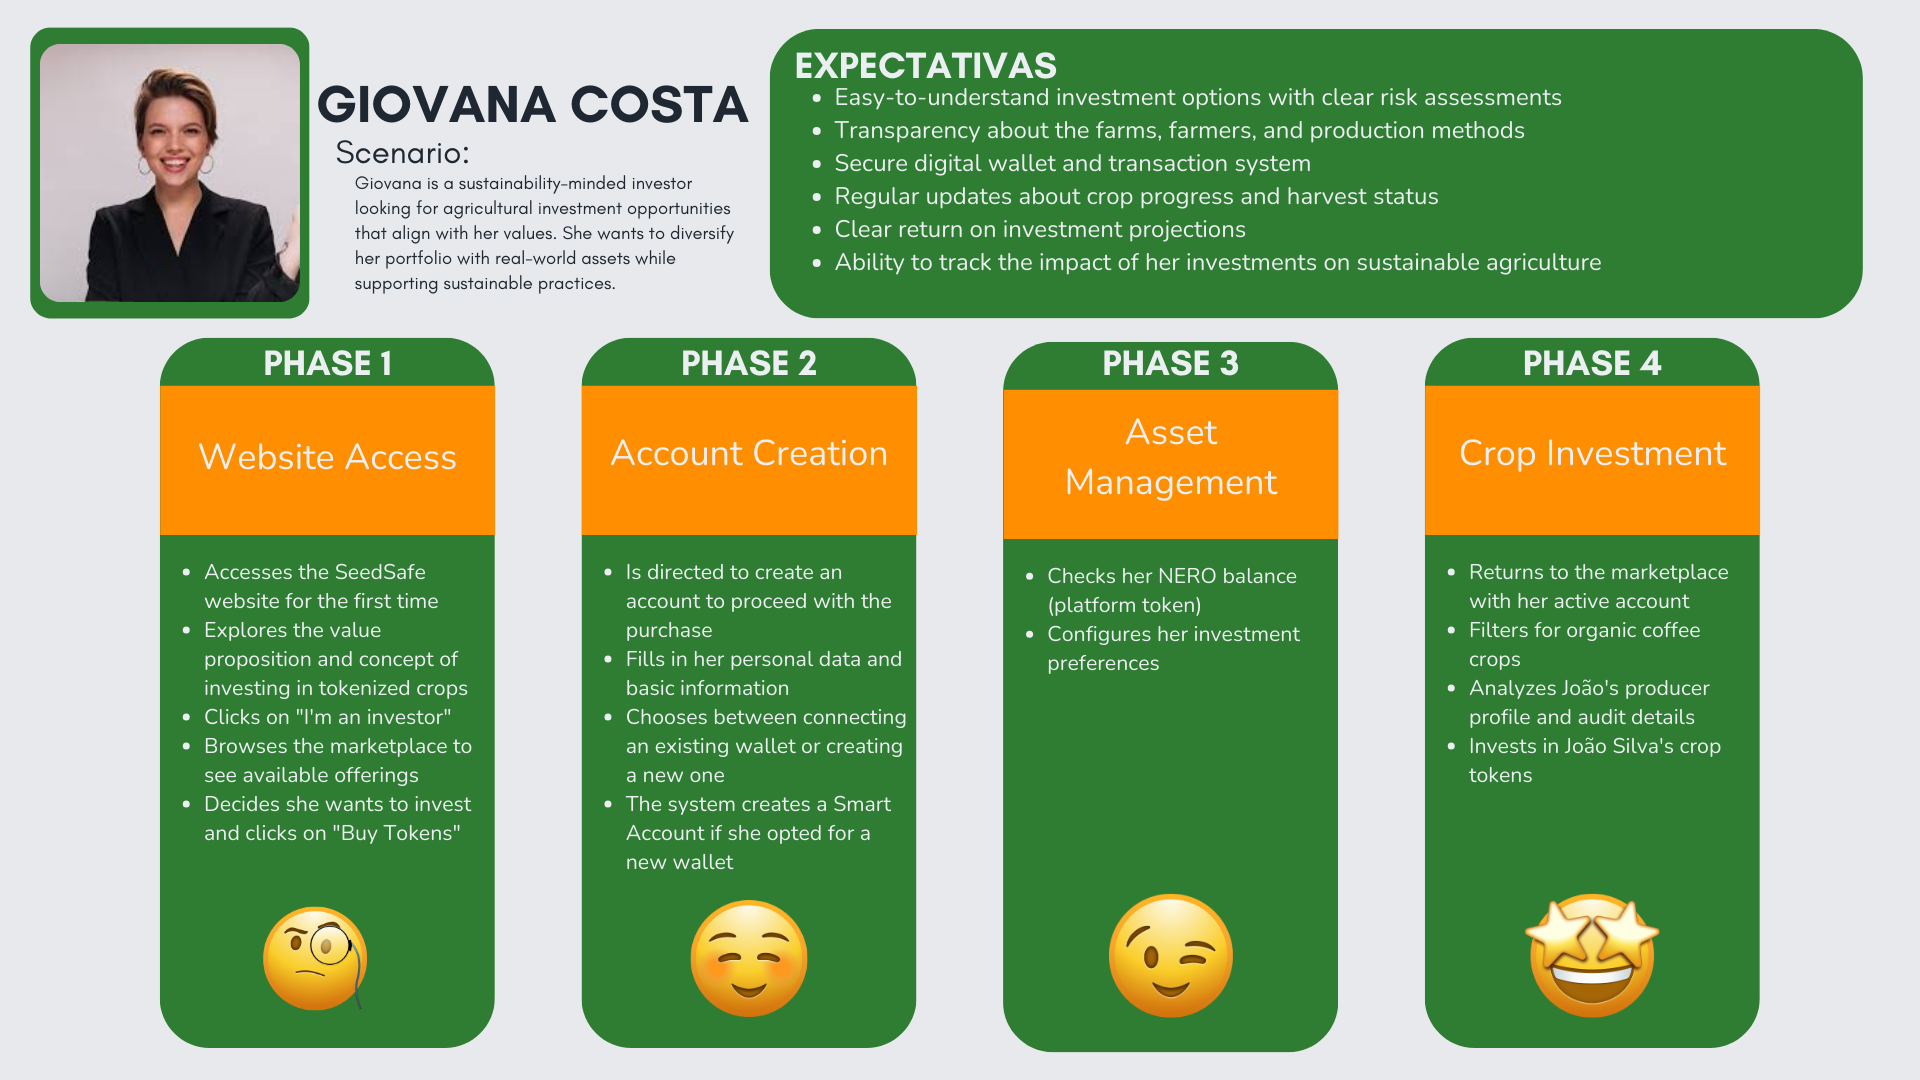 GIOVANA COSTA
Scenario:
Giovana is a sustainability-minded investor
looking for agricultural investment opportunities
that align with her values. She wants to diversify
her portfolio with real-world assets while
supporting sustainable practices.
EXPECTATIVAS
• Easy-to-understand investment options with clear risk assessments
• Transparency about the farms, farmers, and production methods
• Secure digital wallet and transaction system
• Regular updates about crop progress and harvest status
• Clear return on investment projections
• Ability to track the impact of her investments on sustainable agriculture
PHASE 1
Website Access
• Accesses the SeedSafe
website for the first time
• Explores the value
proposition and concept of
investing in tokenized crops
• Clicks on "I'm an investor"
• Browses the marketplace to
see available offerings
• Decides she wants to invest
and clicks on "Buy Tokens"
PHASE 2
Account Creation
• Is directed to create an
account to proceed with the
purchase
• Fills in her personal data and
basic information
• Chooses between connecting
an existing wallet or creating
a new one
• The system creates a Smart
Account if she opted for a
new wallet
PHASE 3
Asset
Management
• Checks her NERO balance
(platform token)
• Configures her investment
preferences
PHASE 4
Crop Investment
• Returns to the marketplace
with her active account
• Filters for organic coffee
crops
• Analyzes João's producer
profile and audit details
• Invests in João Silva's crop
tokens